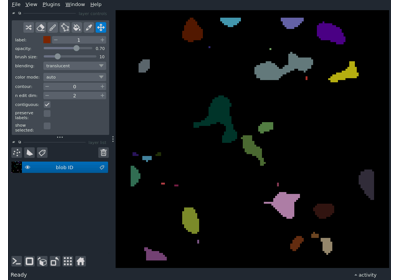 File View Plugins Window Help
label: 1
opacity: 0.70
brush size: 10
blending: translucent
color mode: auto
contour: 0
n edit dim: 2
contiguous:
preserve
labels:
show
selected:
blob ID
Ready
activity